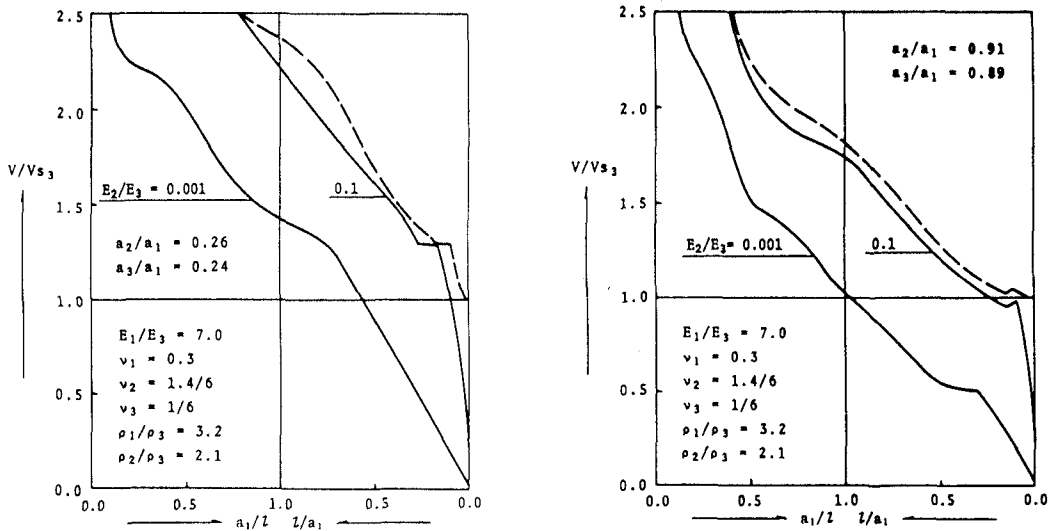 2.5
2.0
V/Vs₃
1.5
1.0
0.5
0.0
E₂/E₃ = 0.001
0.1
a₂/a₁ = 0.26
a₃/a₁ = 0.24
E₁/E₃ = 7.0
ν₁ = 0.3
ν₂ = 1.4/6
ν₃ = 1/6
ρ₁/ρ₃ = 3.2
ρ₂/ρ₃ = 2.1
0.0 0.5 1.0 0.5 0.0
a₁/l l/a₁
2.5
2.0
V/Vs₃
1.5
1.0
0.5
0.0
a₂/a₁ = 0.91
a₃/a₁ = 0.89
E₂/E₃= 0.001
0.1
E₁/E₃ = 7.0
ν₁ = 0.3
ν₂ = 1.4/6
ν₃ = 1/6
ρ₁/ρ₃ = 3.2
ρ₂/ρ₃ = 2.1
0.0 0.5 1.0 0.5 0.0
a₁/l l/a₁